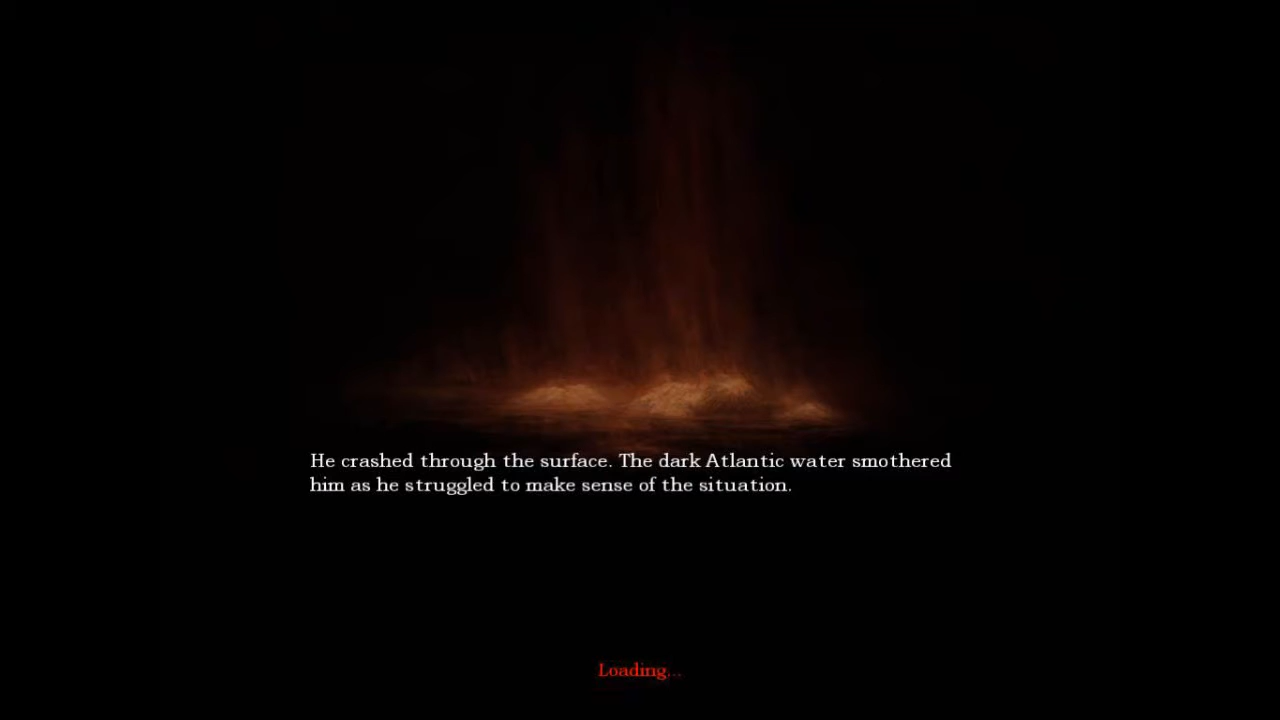 He crashed through the surface. The dark Atlantic water smothered
him as he struggled to make sense of the situation.
Loading...